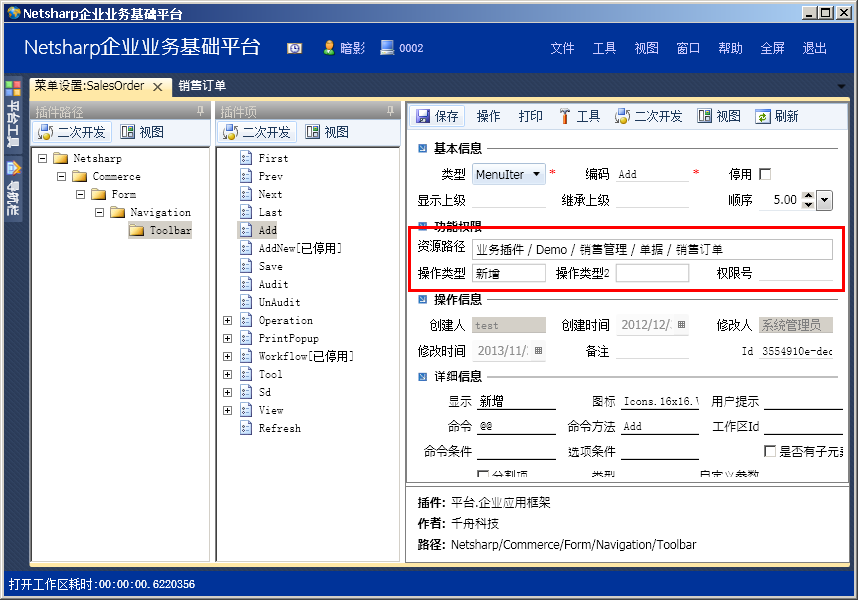 Netsharp企业业务基础平台
Netsharp企业业务基础平台 暗影 0002 文件 工具 视图 窗口 帮助 全屏 退出
平台工具
导航栏
菜单设置:SalesOrder 销售订单
插件路径
二次开发 视图
Netsharp
Commerce
Form
Navigation
Toolbar
插件项
二次开发 视图
First
Prev
Next
Last
Add
AddNew[已停用]
Save
Audit
UnAudit
Operation
PrintPopup
Workflow[已停用]
Tool
Sd
View
Refresh
保存 操作 打印 工具 二次开发 视图 刷新
基本信息
类型 MenuIter * 编码 Add * 停用
显示上级 继承上级 顺序 5.00
功能权限
资源路径 业务插件 / Demo / 销售管理 / 单据 / 销售订单
操作类型 新增 操作类型2 权限号
操作信息
创建人 test 创建时间 2012/12/ 修改人 系统管理员
修改时间 2013/11/ 备注 Id 3554910e-dec
详细信息
显示 新增 图标 Icons.16x16. 用户提示
命令 @@ 命令方法 Add 工作区Id
命令条件 选项条件 是否有子元素
分割项 类型 自定义参数
插件: 平台.企业应用框架
作者: 千舟科技
路径: Netsharp/Commerce/Form/Navigation/Toolbar
打开工作区耗时:00:00:00.6220356